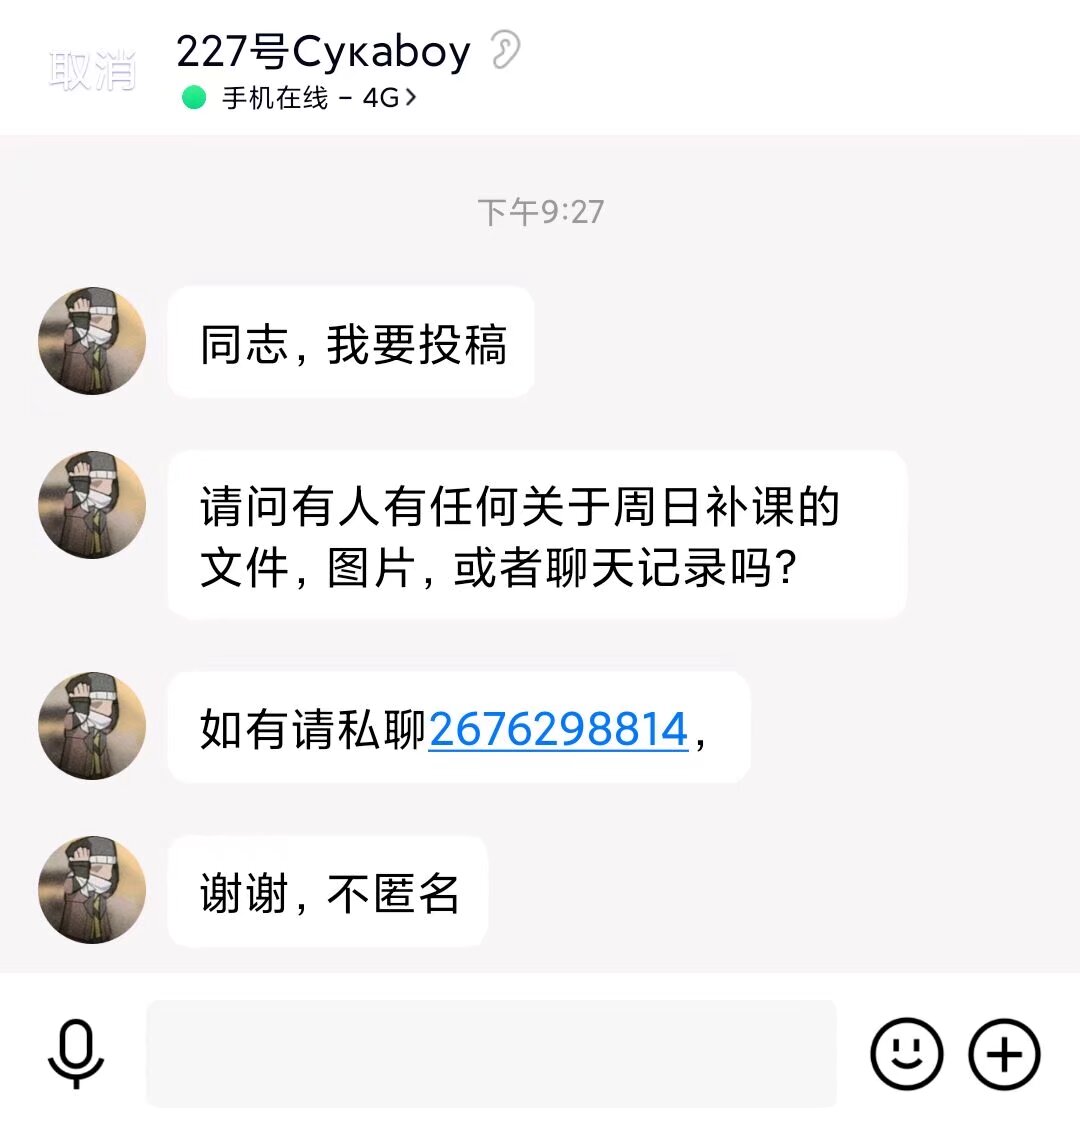 取消
227号Сукaboy
手机在线 - 4G
下午9:27
同志, 我要投稿
请问有人有任何关于周日补课的
文件, 图片, 或者聊天记录吗?
如有请私聊2676298814,
谢谢, 不匿名